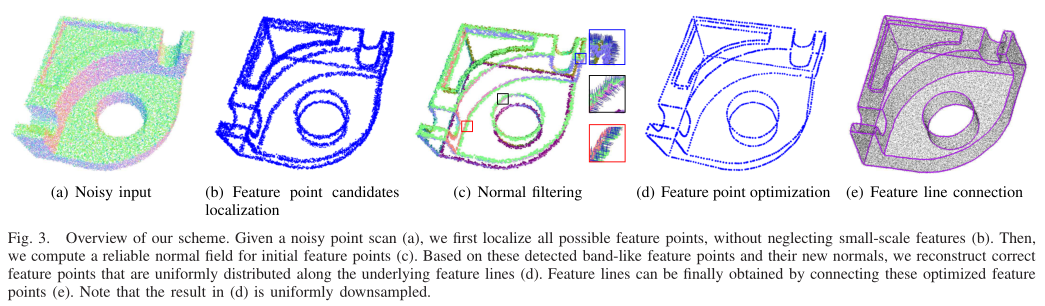 (a) Noisy input
(b) Feature point candidates
localization
(c) Normal filtering
(d) Feature point optimization
(e) Feature line connection
Fig. 3. Overview of our scheme. Given a noisy point scan (a), we first localize all possible feature points, without neglecting small-scale features (b). Then,
we compute a reliable normal field for initial feature points (c). Based on these detected band-like feature points and their new normals, we reconstruct correct
feature points that are uniformly distributed along the underlying feature lines (d). Feature lines can be finally obtained by connecting these optimized feature
points (e). Note that the result in (d) is uniformly downsampled.